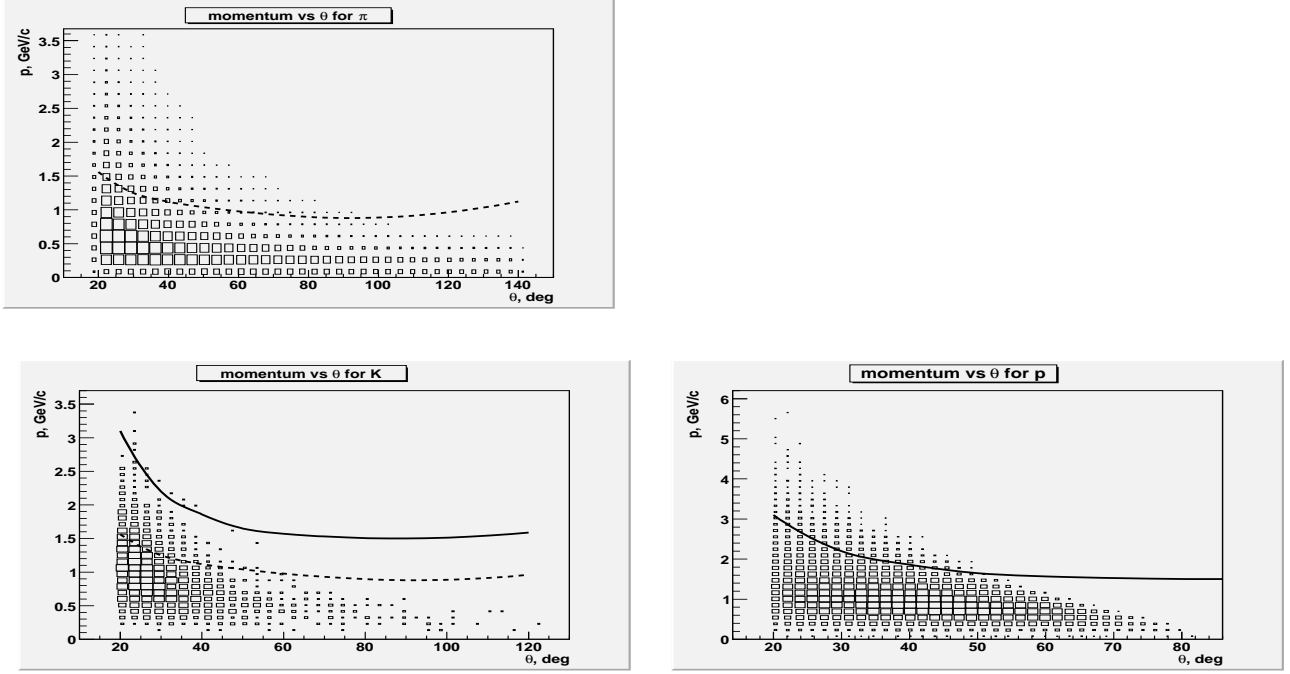 momentum vs θ for π
p, GeV/c
3.5
3
2.5
2
1.5
1
0.5
0
20 40 60 80 100 120 140
θ, deg
momentum vs θ for K
p, GeV/c
3.5
3
2.5
2
1.5
1
0.5
0
20 40 60 80 100 120
θ, deg
momentum vs θ for p
p, GeV/c
6
5
4
3
2
1
0
20 30 40 50 60 70 80
θ, deg